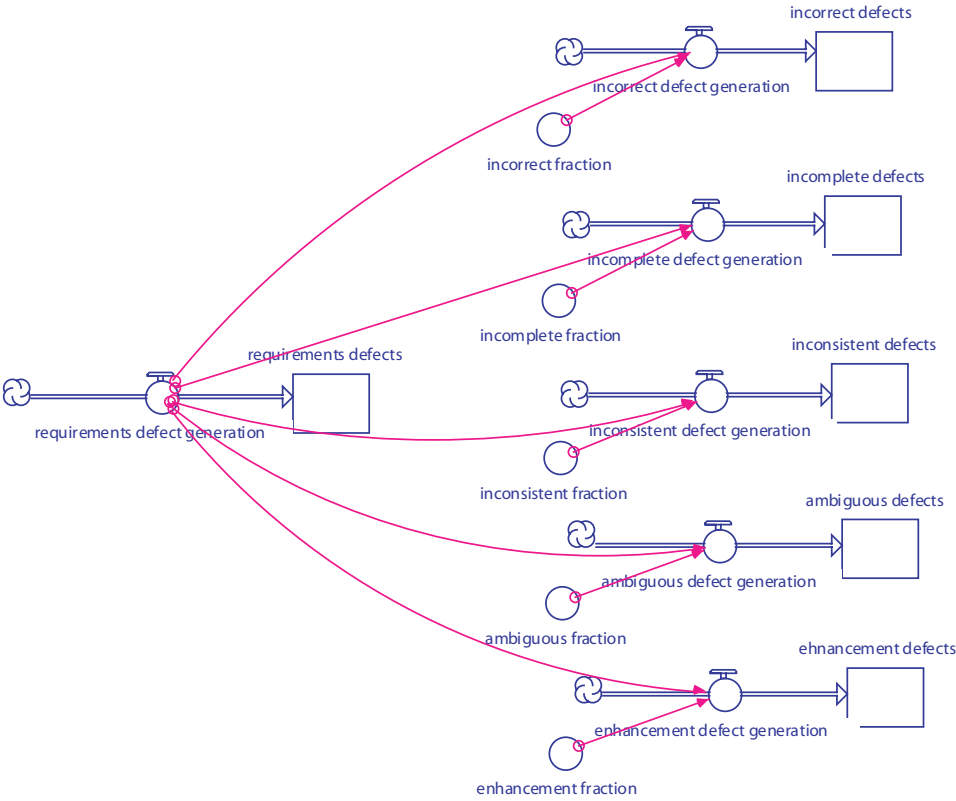 incorrect defects
incorrect defect generation
incorrect fraction
incomplete defects
incomplete defect generation
incomplete fraction
requirements defects
requirements defect generation
inconsistent defects
inconsistent defect generation
inconsistent fraction
ambiguous defects
ambiguous defect generation
ambiguous fraction
ehnancement defects
enhancement defect generation
enhancement fraction